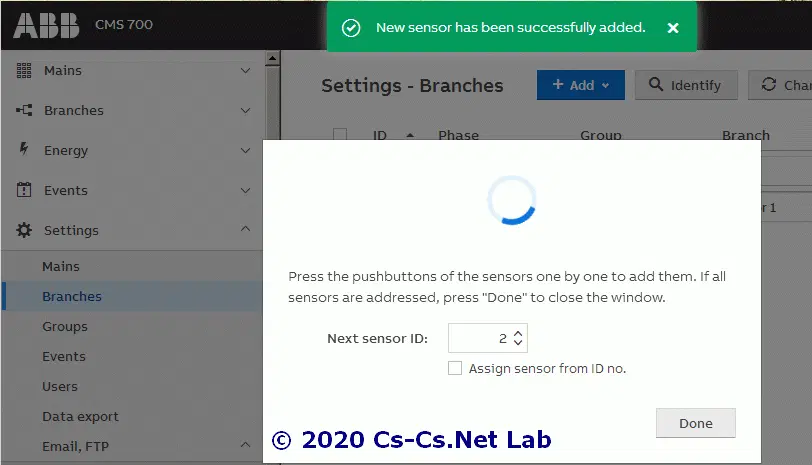 New sensor has been successfully added.
ABB CMS 700
Mains
Branches
Energy
Events
Settings
Mains
Branches
Groups
Events
Users
Data export
Email, FTP
Settings - Branches
+ Add
Identify
ID
Phase
Group
Branch
Press the pushbuttons of the sensors one by one to add them. If all
sensors are addressed, press "Done" to close the window.
Next sensor ID: 2
Assign sensor from ID no.
Done
© 2020 Cs-Cs.Net Lab